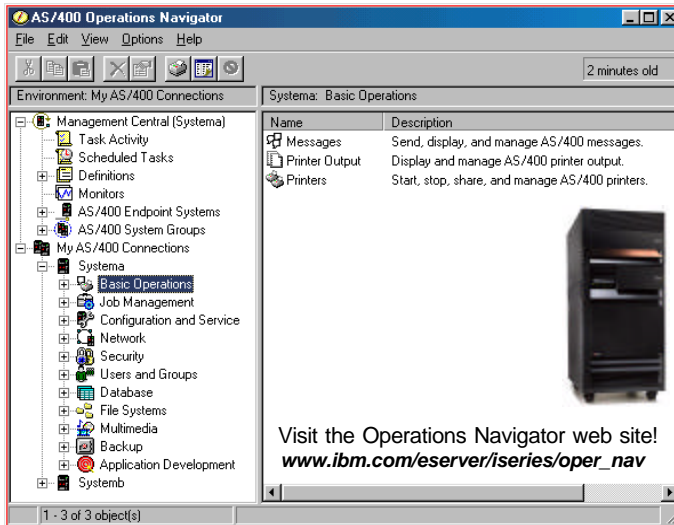 AS/400 Operations Navigator
File Edit View Options Help
2 minutes old
Environment: My AS/400 Connections
Systema: Basic Operations
Management Central (Systema)
Task Activity
Scheduled Tasks
Definitions
Monitors
AS/400 Endpoint Systems
AS/400 System Groups
My AS/400 Connections
Systema
Basic Operations
Job Management
Configuration and Service
Network
Security
Users and Groups
Database
File Systems
Multimedia
Backup
Application Development
Systemb
Name Description
Messages Send, display, and manage AS/400 messages.
Printer Output Display and manage AS/400 printer output.
Printers Start, stop, share, and manage AS/400 printers.
Visit the Operations Navigator web site!
www.ibm.com/eserver/iseries/oper_nav
1 - 3 of 3 object(s)